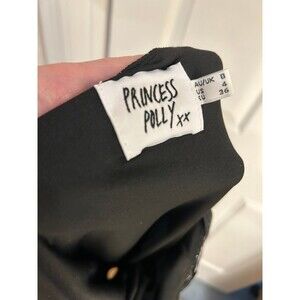 PRINCESS
POLLY xx
AU/UK 8
US 4
EU 36